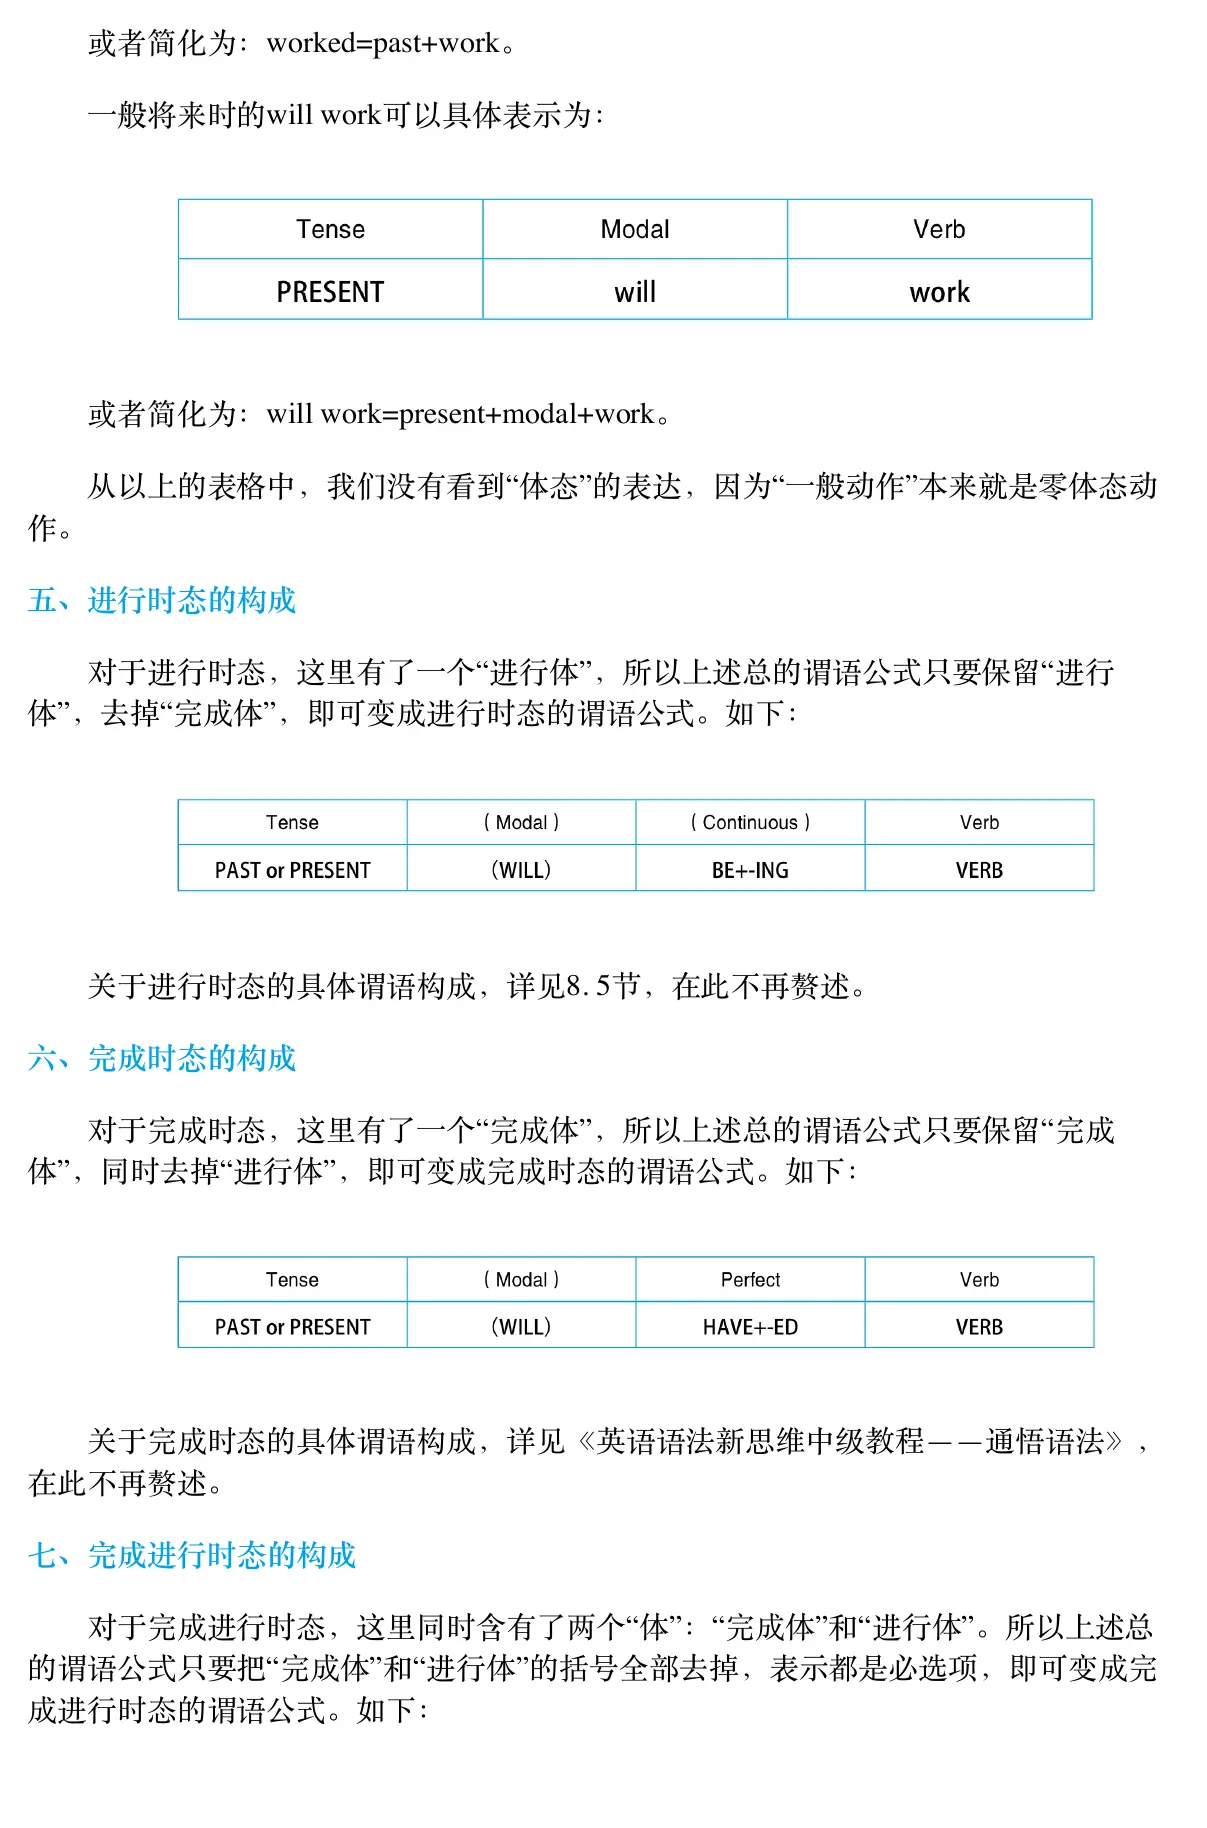 或者简化为：worked=past+work。
一般将来时的will work可以具体表示为：
Tense Modal Verb
PRESENT will work
或者简化为：will work=present+modal+work。
从以上的表格中，我们没有看到“体态”的表达，因为“一般动作”本来就是零体态动
作。
五、进行时态的构成
对于进行时态，这里有了一个“进行体”，所以上述总的谓语公式只要保留“进行
体”，去掉“完成体”，即可变成进行时态的谓语公式。如下：
Tense （Modal） （Continuous） Verb
PAST or PRESENT （WILL） BE+-ING VERB
关于进行时态的具体谓语构成，详见8. 5节，在此不再赘述。
六、完成时态的构成
对于完成时态，这里有了一个“完成体”，所以上述总的谓语公式只要保留“完成
体”，同时去掉“进行体”，即可变成完成时态的谓语公式。如下：
Tense （Modal） Perfect Verb
PAST or PRESENT （WILL） HAVE+-ED VERB
关于完成时态的具体谓语构成，详见《英语语法新思维中级教程——通悟语法》，
在此不再赘述。
七、完成进行时态的构成
对于完成进行时态，这里同时含有了两个“体”：“完成体”和“进行体”。所以上述总
的谓语公式只要把“完成体”和“进行体”的括号全部去掉，表示都是必选项，即可变成完
成进行时态的谓语公式。如下：